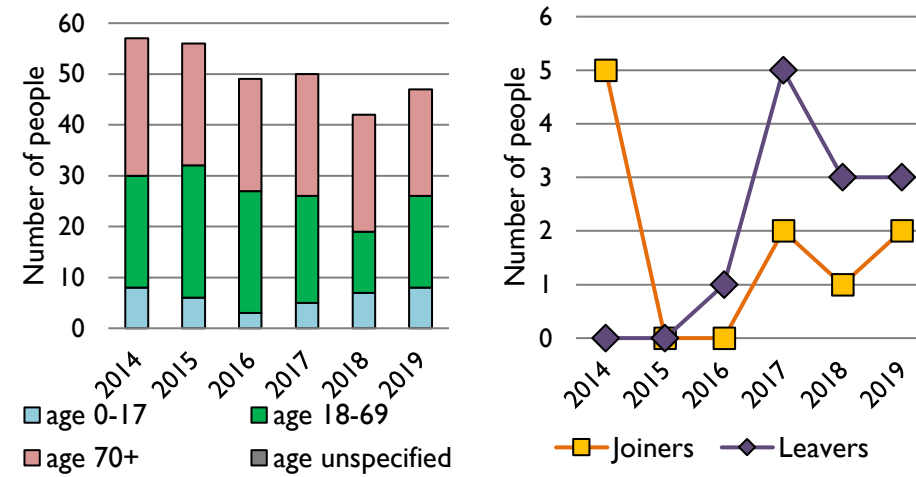 Number of people
60
50
40
30
20
10
0
2014 2015 2016 2017 2018 2019
age 0-17 age 18-69
age 70+ age unspecified
Number of people
6
5
4
3
2
1
0
2014 2015 2016 2017 2018 2019
Joiners Leavers